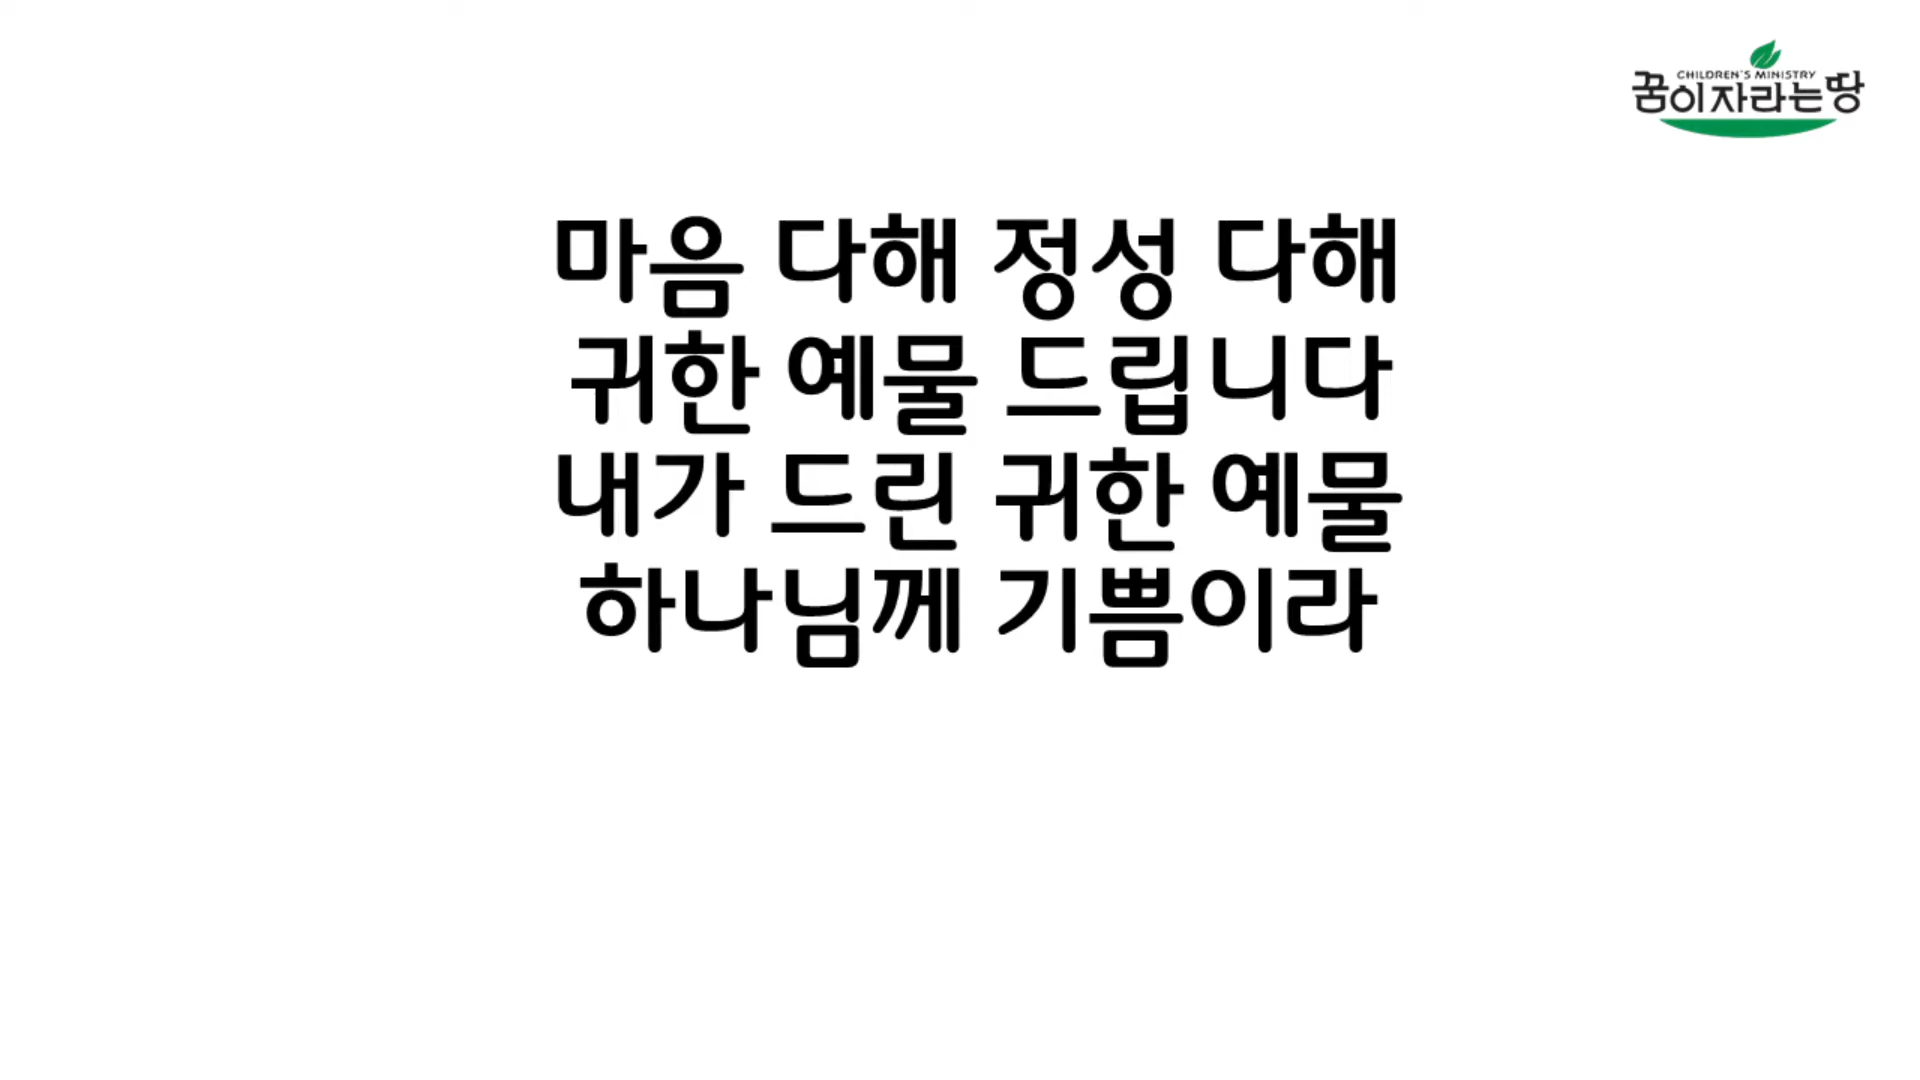 CHILDREN'S MINISTRY
꿈이자라는땅
마음 다해 정성 다해
귀한 예물 드립니다
내가 드린 귀한 예물
하나님께 기쁨이라